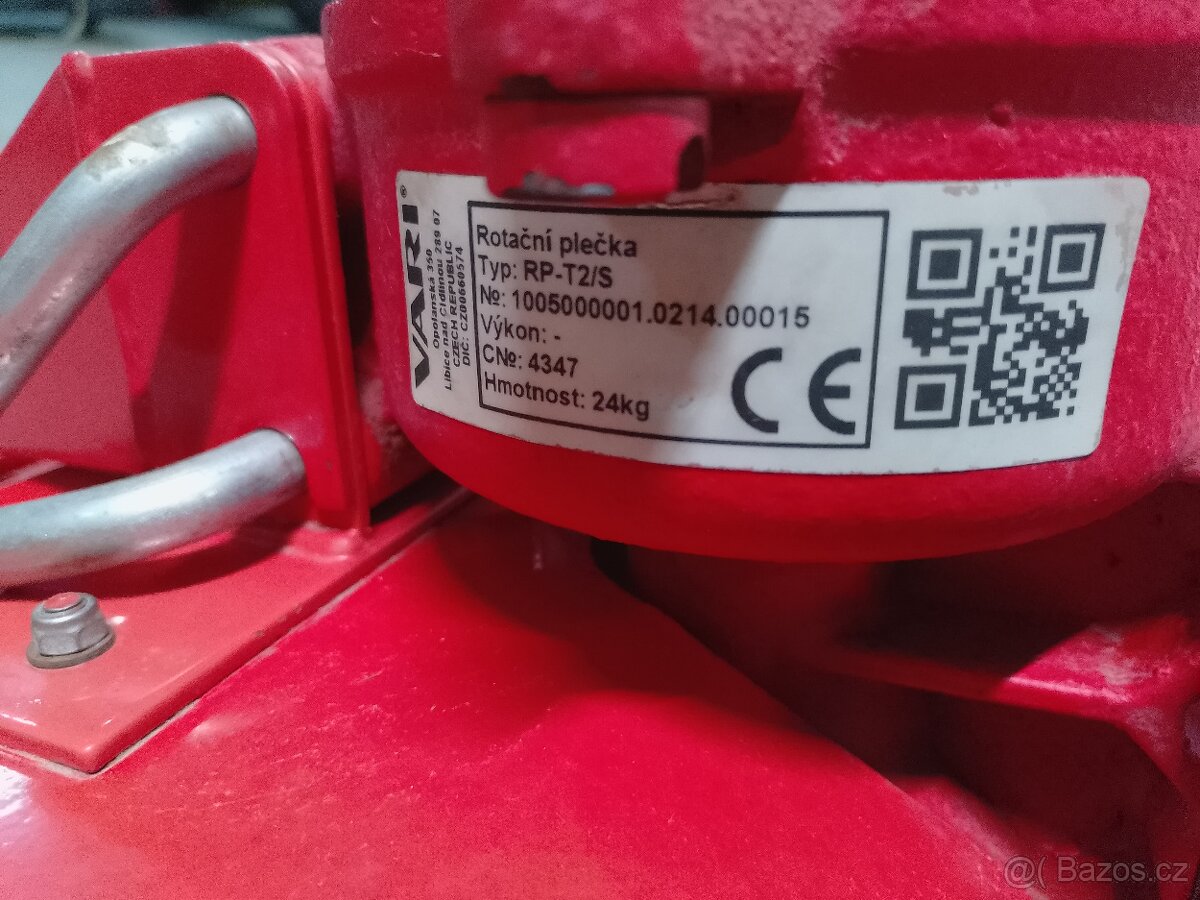 VARI®
Opolanská 350
Libice nad Cidlinou 289 07
CZECH REPUBLIC
DIČ: CZ00660574
Rotační plečka
Typ: RP-T2/S
№: 1005000001.0214.00015
Výkon: -
C№: 4347
Hmotnost: 24kg
CE
@( Bazos.cz